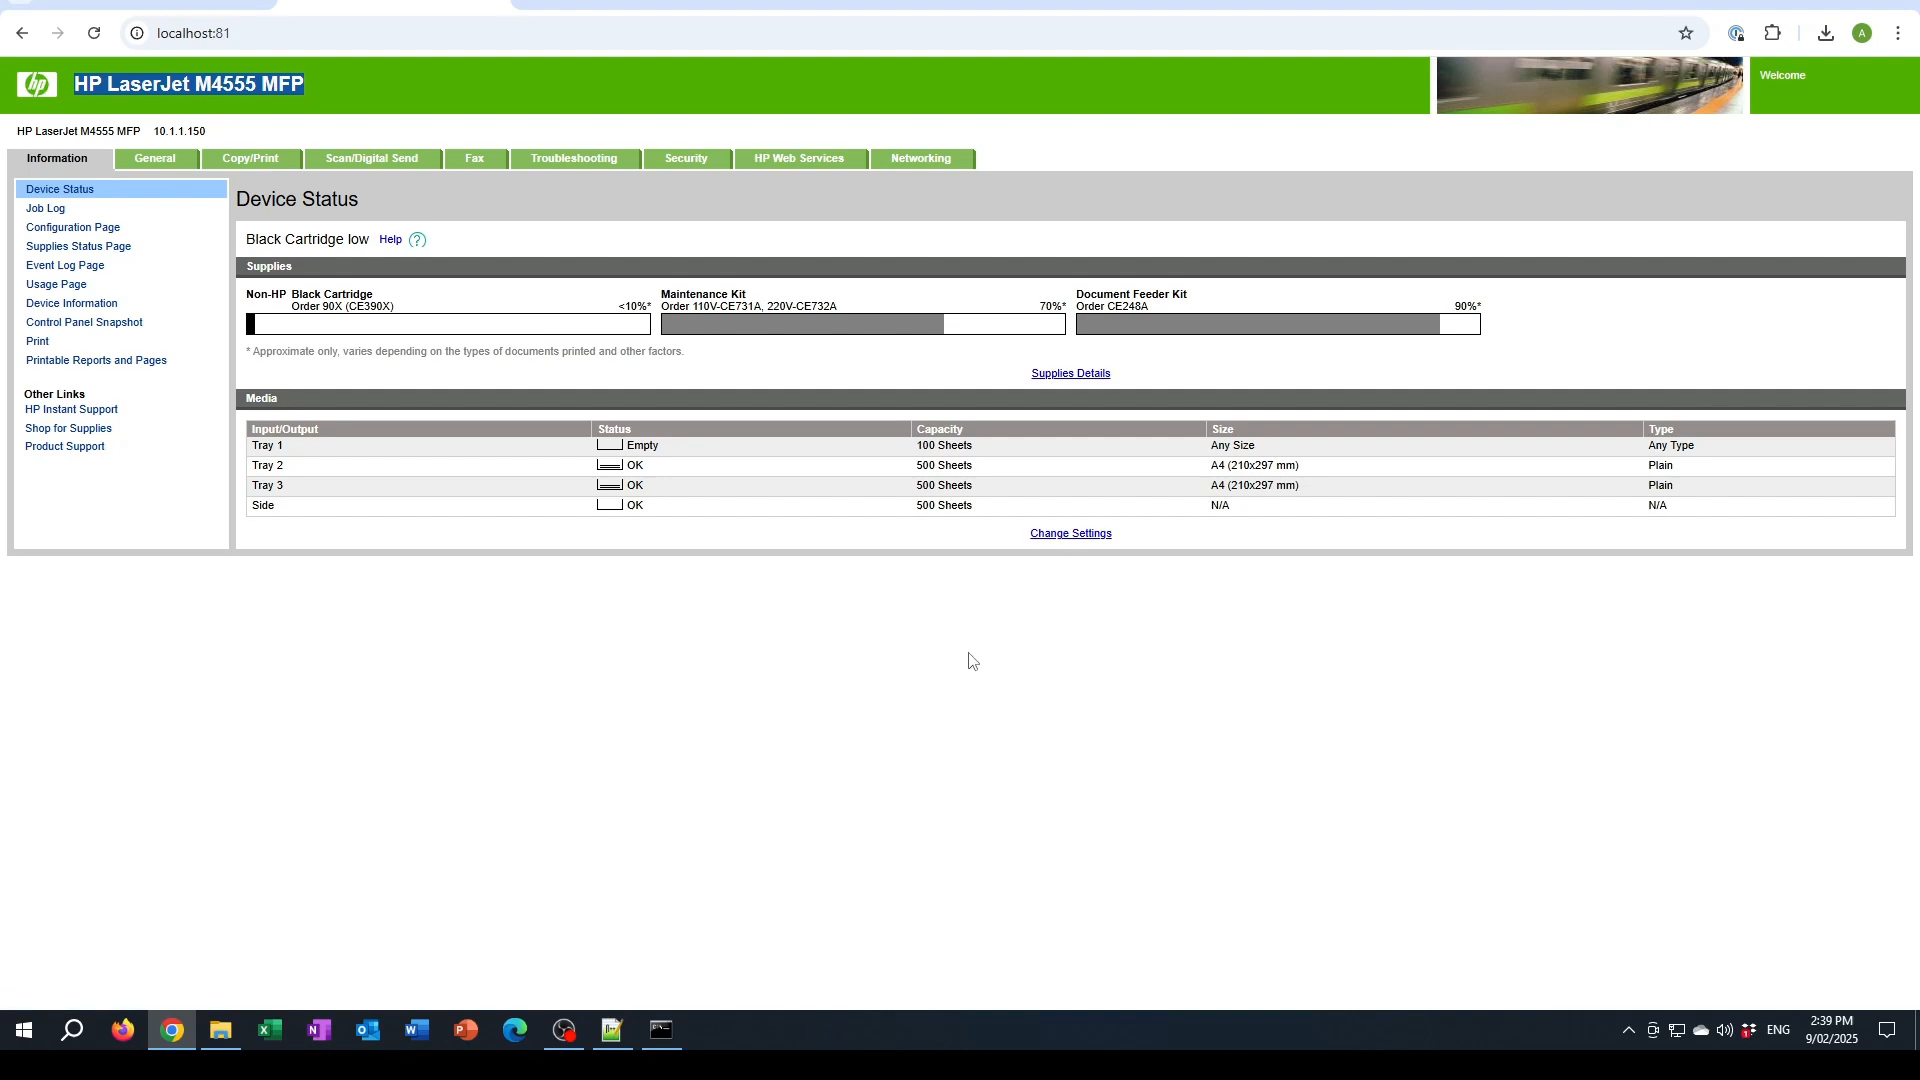 localhost:81
A
hp HP LaserJet M4555 MFP
Welcome
HP LaserJet M4555 MFP 10.1.1.150
Information General Copy/Print Scan/Digital Send Fax Troubleshooting Security HP Web Services Networking
Device Status
Job Log
Configuration Page
Supplies Status Page
Event Log Page
Usage Page
Device Information
Control Panel Snapshot
Print
Printable Reports and Pages
Other Links
HP Instant Support
Shop for Supplies
Product Support
Device Status
Black Cartridge low Help ?
Supplies
Non-HP Black Cartridge
Order 90X (CE390X) <10%*
Maintenance Kit
Order 110V-CE731A, 220V-CE732A 70%*
Document Feeder Kit
Order CE248A 90%*
* Approximate only, varies depending on the types of documents printed and other factors.
Supplies Details
Media
Input/Output Status Capacity Size Type
Tray 1 Empty 100 Sheets Any Size Any Type
Tray 2 OK 500 Sheets A4 (210x297 mm) Plain
Tray 3 OK 500 Sheets A4 (210x297 mm) Plain
Side OK 500 Sheets N/A N/A
Change Settings
ENG
2:39 PM
9/02/2025